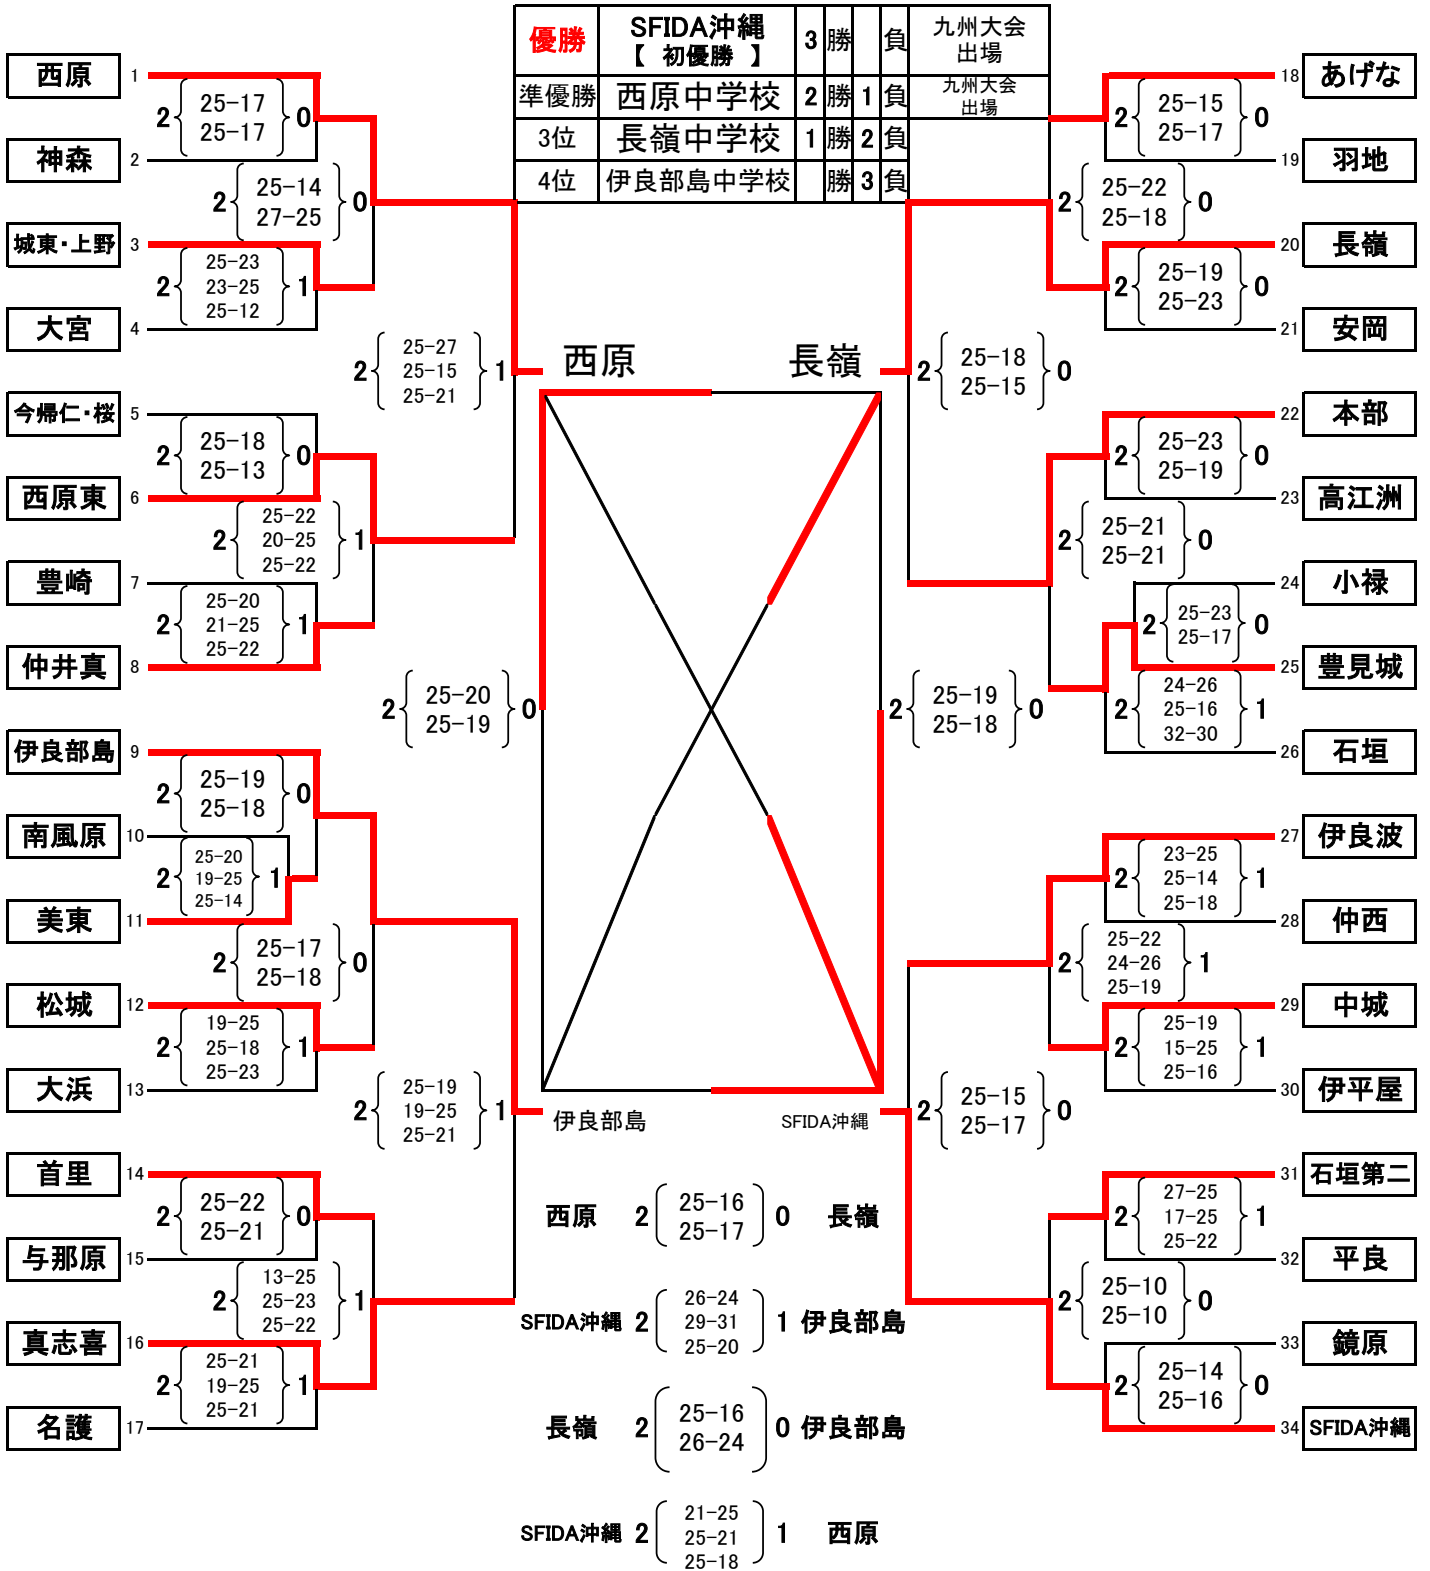 優勝 SFIDA沖縄 3 勝 負 九州大会
【 初優勝 】 出場
準優勝 西原中学校 2 勝 1 負 九州大会
出場
3位 長嶺中学校 1 勝 2 負
4位 伊良部島中学校 勝 3 負
西原 1
2 25-17 0
25-17
神森 2
2 25-14 0
27-25
城東・上野 3
2 25-23 1
23-25
25-12
大宮 4
2 25-27 1
25-15
25-21
今帰仁・桜 5
2 25-18 0
25-13
西原東 6
2 25-22 1
20-25
25-22
豊崎 7
2 25-20 1
21-25
25-22
仲井真 8
2 25-20 0
25-19
伊良部島 9
2 25-19 0
25-18
南風原 10
2 25-20 1
19-25
25-14
美東 11
2 25-17 0
25-18
松城 12
2 19-25 1
25-18
25-23
大浜 13
2 25-19 1
19-25
25-21
首里 14
2 25-22 0
25-21
与那原 15
2 13-25 1
25-23
25-22
真志喜 16
2 25-21 1
19-25
25-21
名護 17
西原 長嶺
伊良部島 SFIDA沖縄
西原 2 25-16 0 長嶺
25-17
SFIDA沖縄 2 26-24 1 伊良部島
29-31
25-20
長嶺 2 25-16 0 伊良部島
26-24
SFIDA沖縄 2 21-25 1 西原
25-21
25-18
18 あげな
2 25-15 0
25-17
19 羽地
2 25-22 0
25-18
20 長嶺
2 25-19 0
25-23
21 安岡
2 25-18 0
25-15
22 本部
2 25-23 0
25-19
23 高江洲
2 25-21 0
25-21
24 小禄
2 25-23 0
25-17
25 豊見城
2 24-26 1
25-16
32-30
26 石垣
2 25-19 0
25-18
27 伊良波
2 23-25 1
25-14
25-18
28 仲西
2 25-22 1
24-26
25-19
29 中城
2 25-19 1
15-25
25-16
30 伊平屋
2 25-15 0
25-17
31 石垣第二
2 27-25 1
17-25
25-22
32 平良
2 25-10 0
25-10
33 鏡原
2 25-14 0
25-16
34 SFIDA沖縄